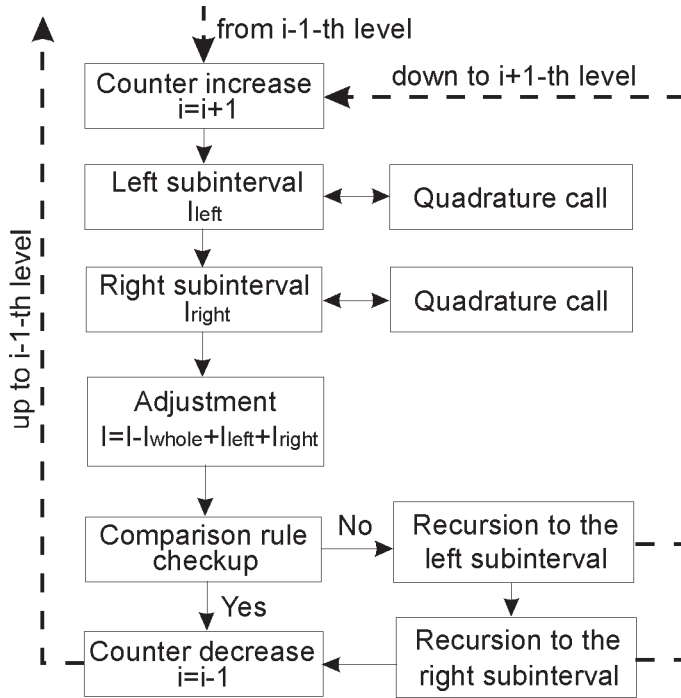 from i-1-th level
down to i+1-th level
Counter increase
i=i+1
Left subinterval
Ileft
Quadrature call
Right subinterval
Iright
Quadrature call
up to i-1-th level
Adjustment
I=I-Iwhole+Ileft+Iright
Comparison rule
checkup
No
Recursion to the
left subinterval
Yes
Counter decrease
i=i-1
Recursion to the
right subinterval